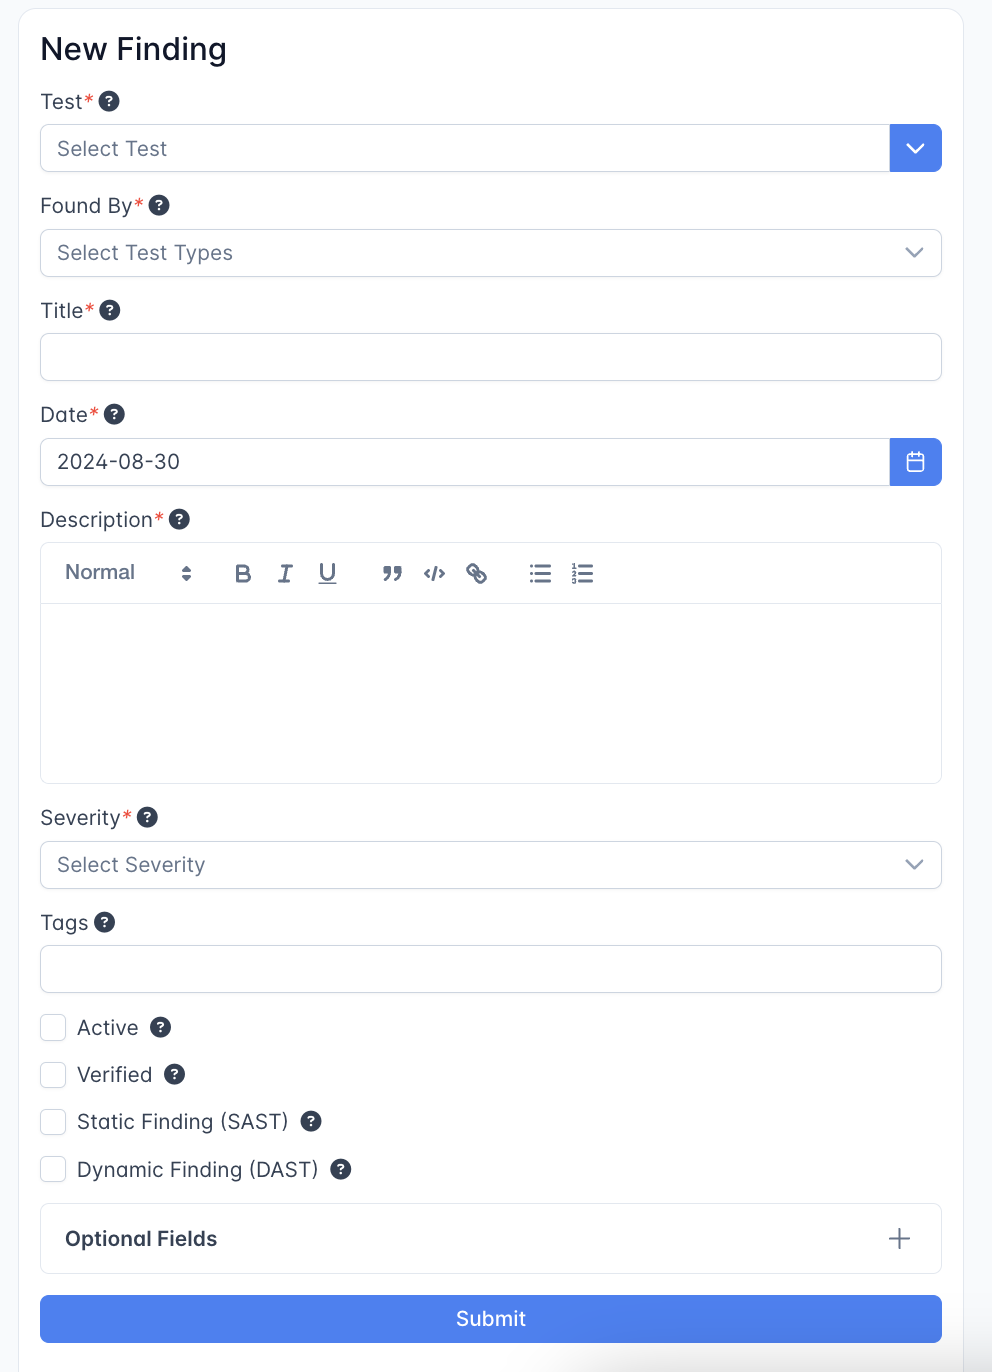 New Finding
Test* ?
Select Test
Found By* ?
Select Test Types
Title* ?
Date* ?
2024-08-30
Description* ?
Normal B I U
Severity* ?
Select Severity
Tags ?
Active ?
Verified ?
Static Finding (SAST) ?
Dynamic Finding (DAST) ?
Optional Fields
Submit